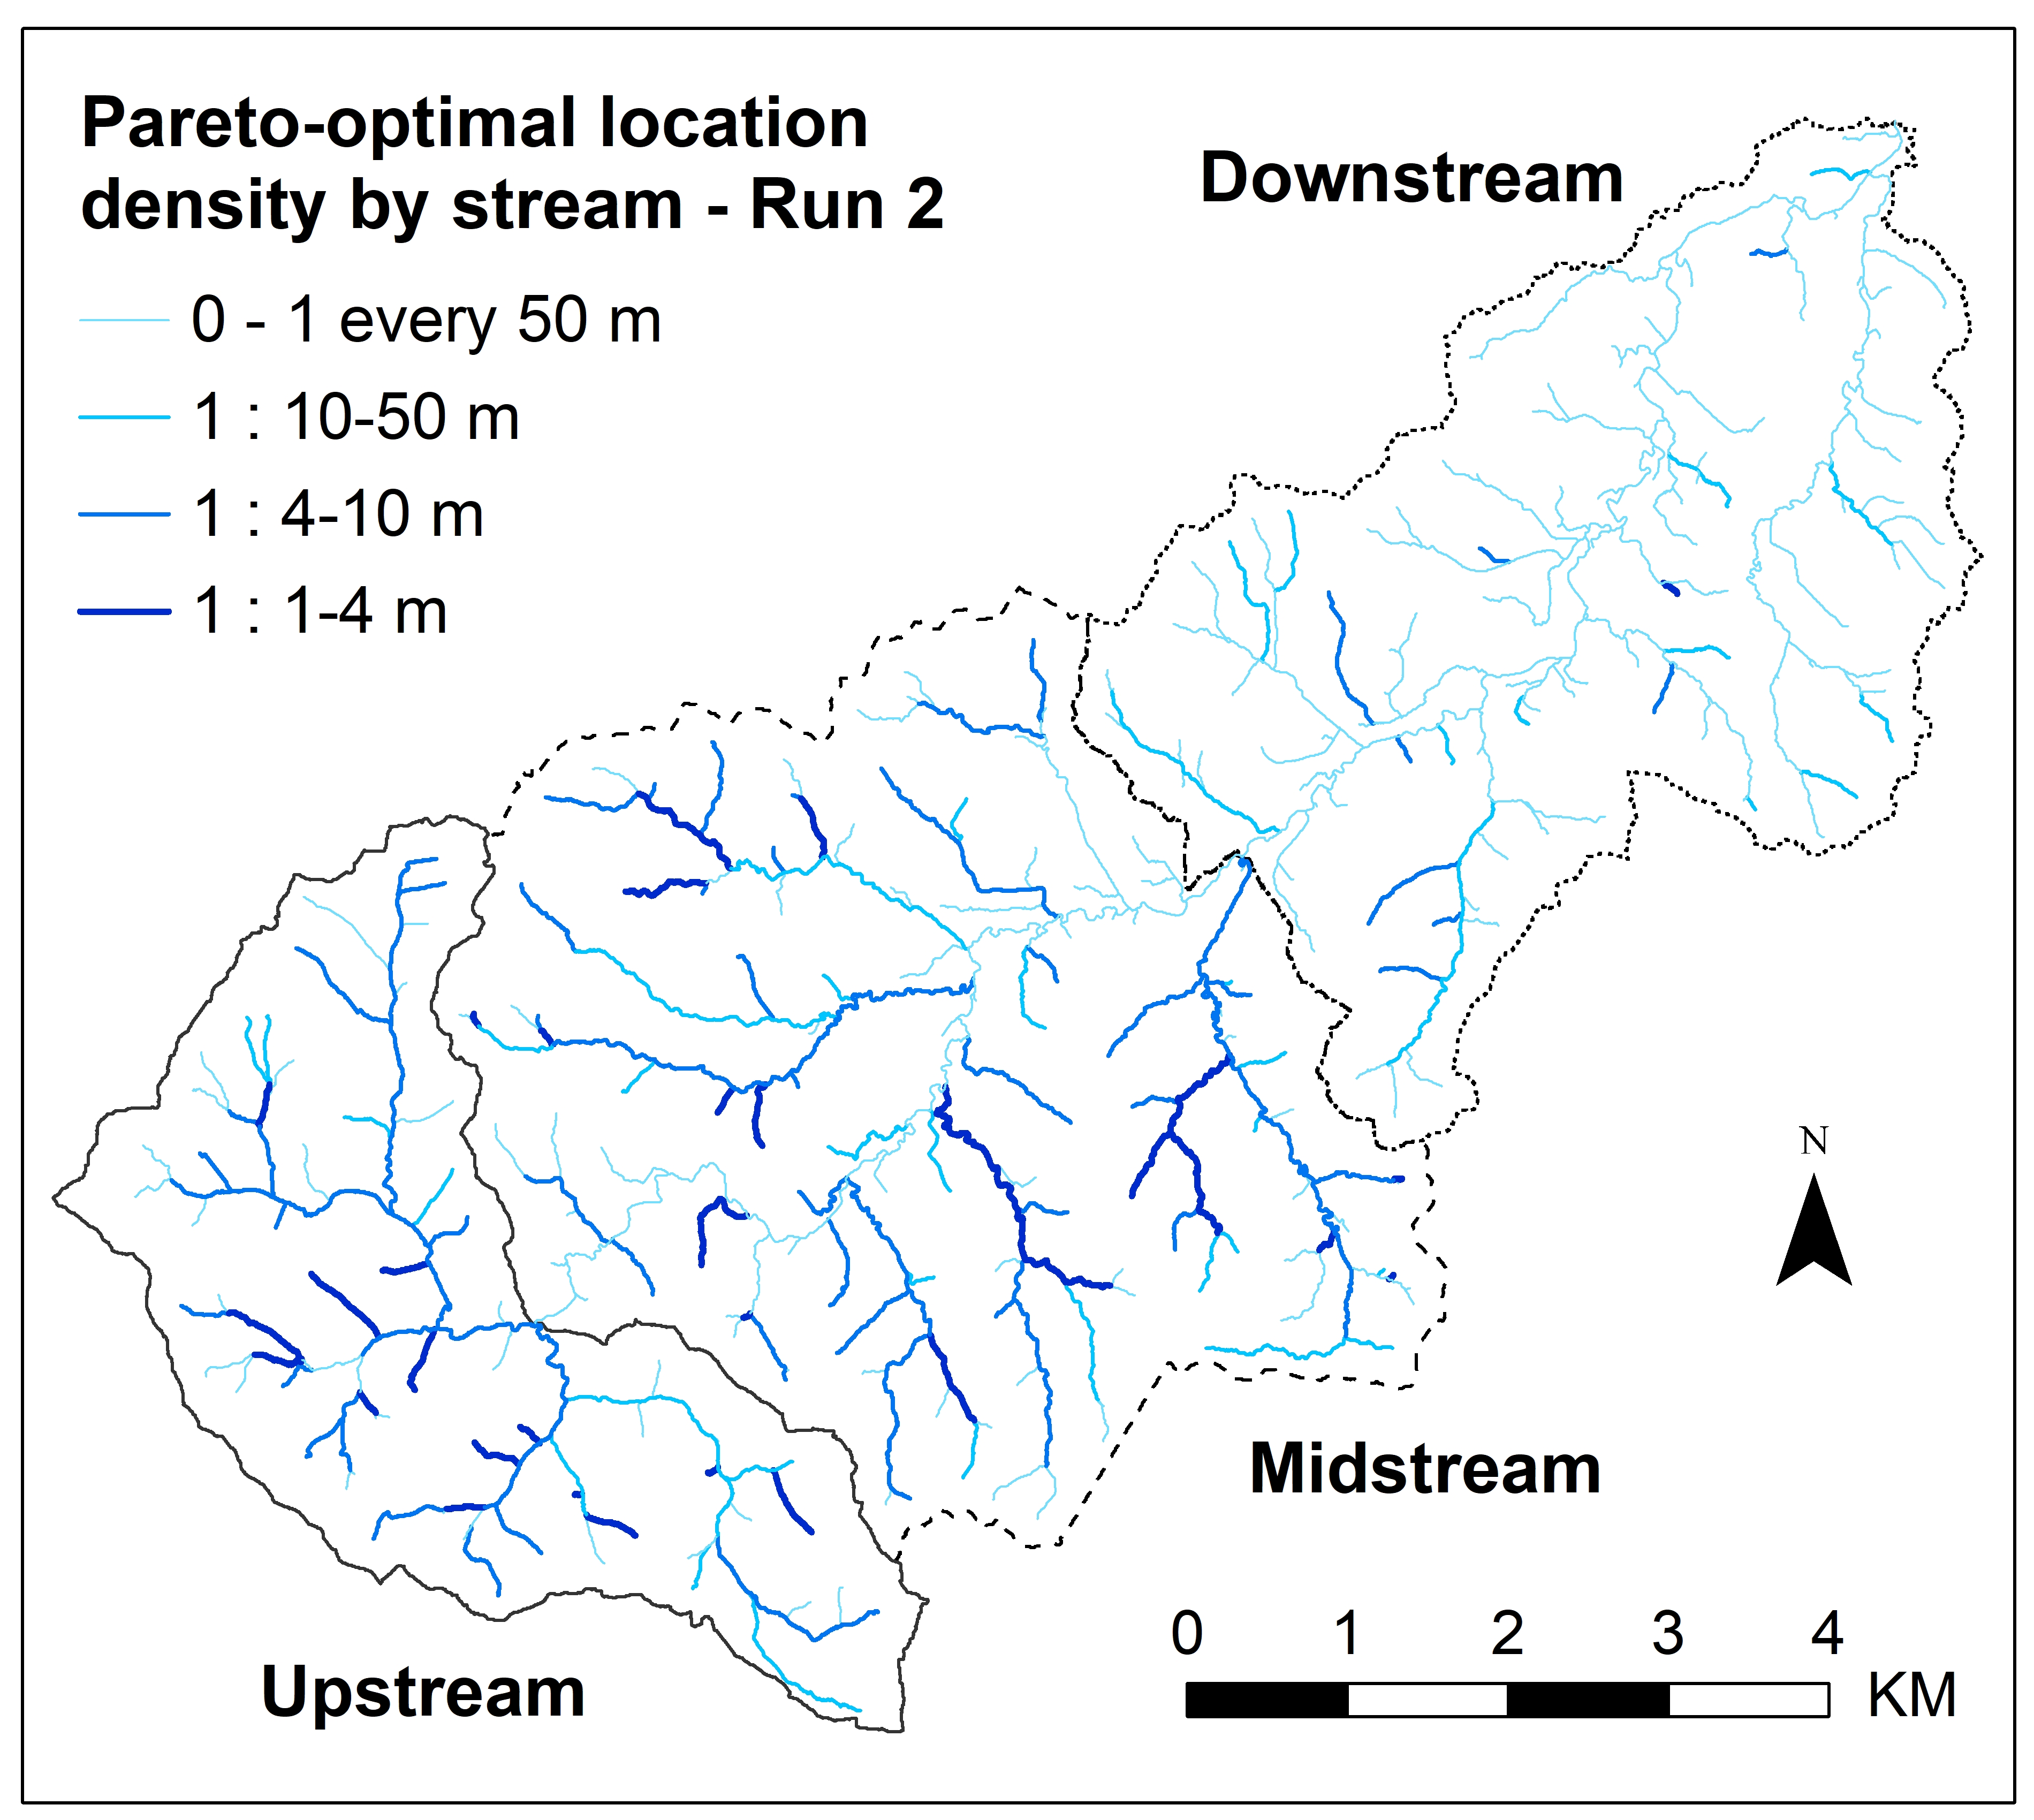 Pareto-optimal location
density by stream - Run 2
0 - 1 every 50 m
1 : 10-50 m
1 : 4-10 m
1 : 1-4 m
Downstream
N
Midstream
Upstream
0 1 2 3 4
KM